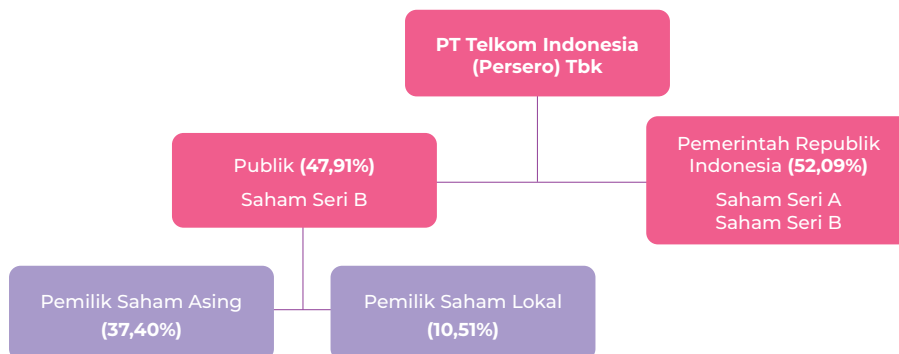 PT Telkom Indonesia
(Persero) Tbk
Publik (47,91%)
Saham Seri B
Pemerintah Republik
Indonesia (52,09%)
Saham Seri A
Saham Seri B
Pemilik Saham Asing
(37,40%)
Pemilik Saham Lokal
(10,51%)